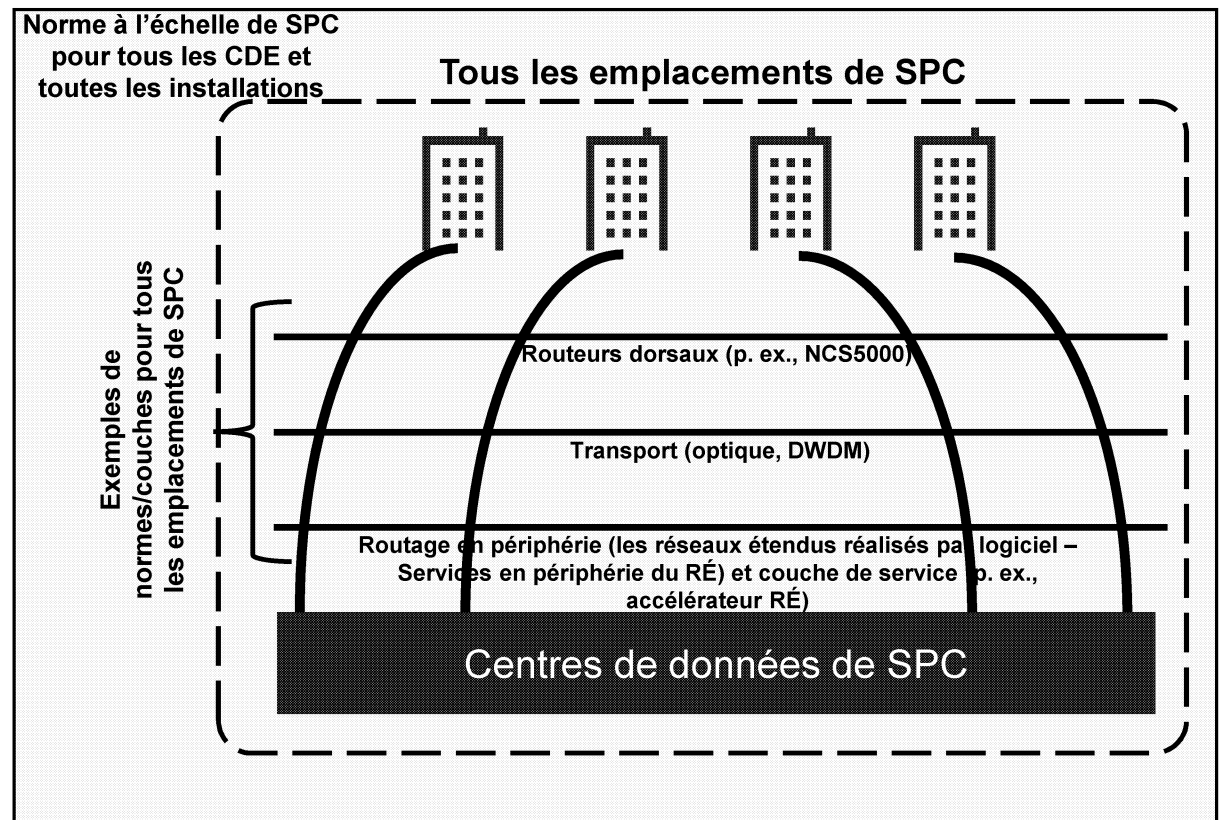 Norme à l'échelle de SPC
pour tous les CDE et
toutes les installations
Tous les emplacements de SPC
Exemples de
normes/couches pour tous
les emplacements de SPC
Routeurs dorsaux (p. ex., NCS5000)
Transport (optique, DWDM)
Routage en périphérie (les réseaux étendus réalisés par logiciel –
Services en périphérie du RÉ) et couche de service (p. ex.,
accélérateur RÉ)
Centres de données de SPC